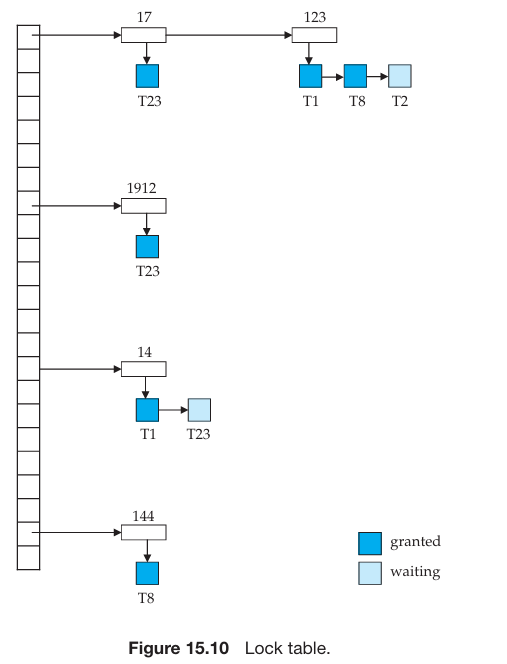 17 123
T23 T1 T8 T2
1912
T23
14
T1 T23
144
granted
waiting
T8
Figure 15.10 Lock table.